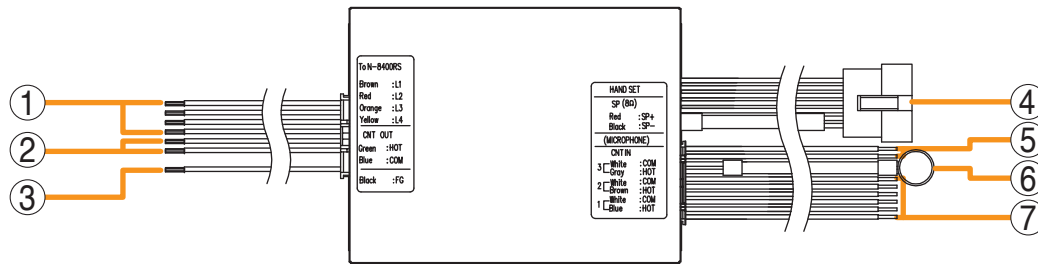 To N-8400RS
Brown :L1
Red :L2
Orange :L3
Yellow :L4
CNT OUT
Green :HOT
Blue :COM
Black :FG
HAND SET
SP (8Ω)
Red :SP+
Black :SP-
(MICROPHONE)
CNT IN
3 White :COM
Gray :HOT
2 White :COM
Brown :HOT
1 White :COM
Blue :HOT
1
2
3
4
5
6
7